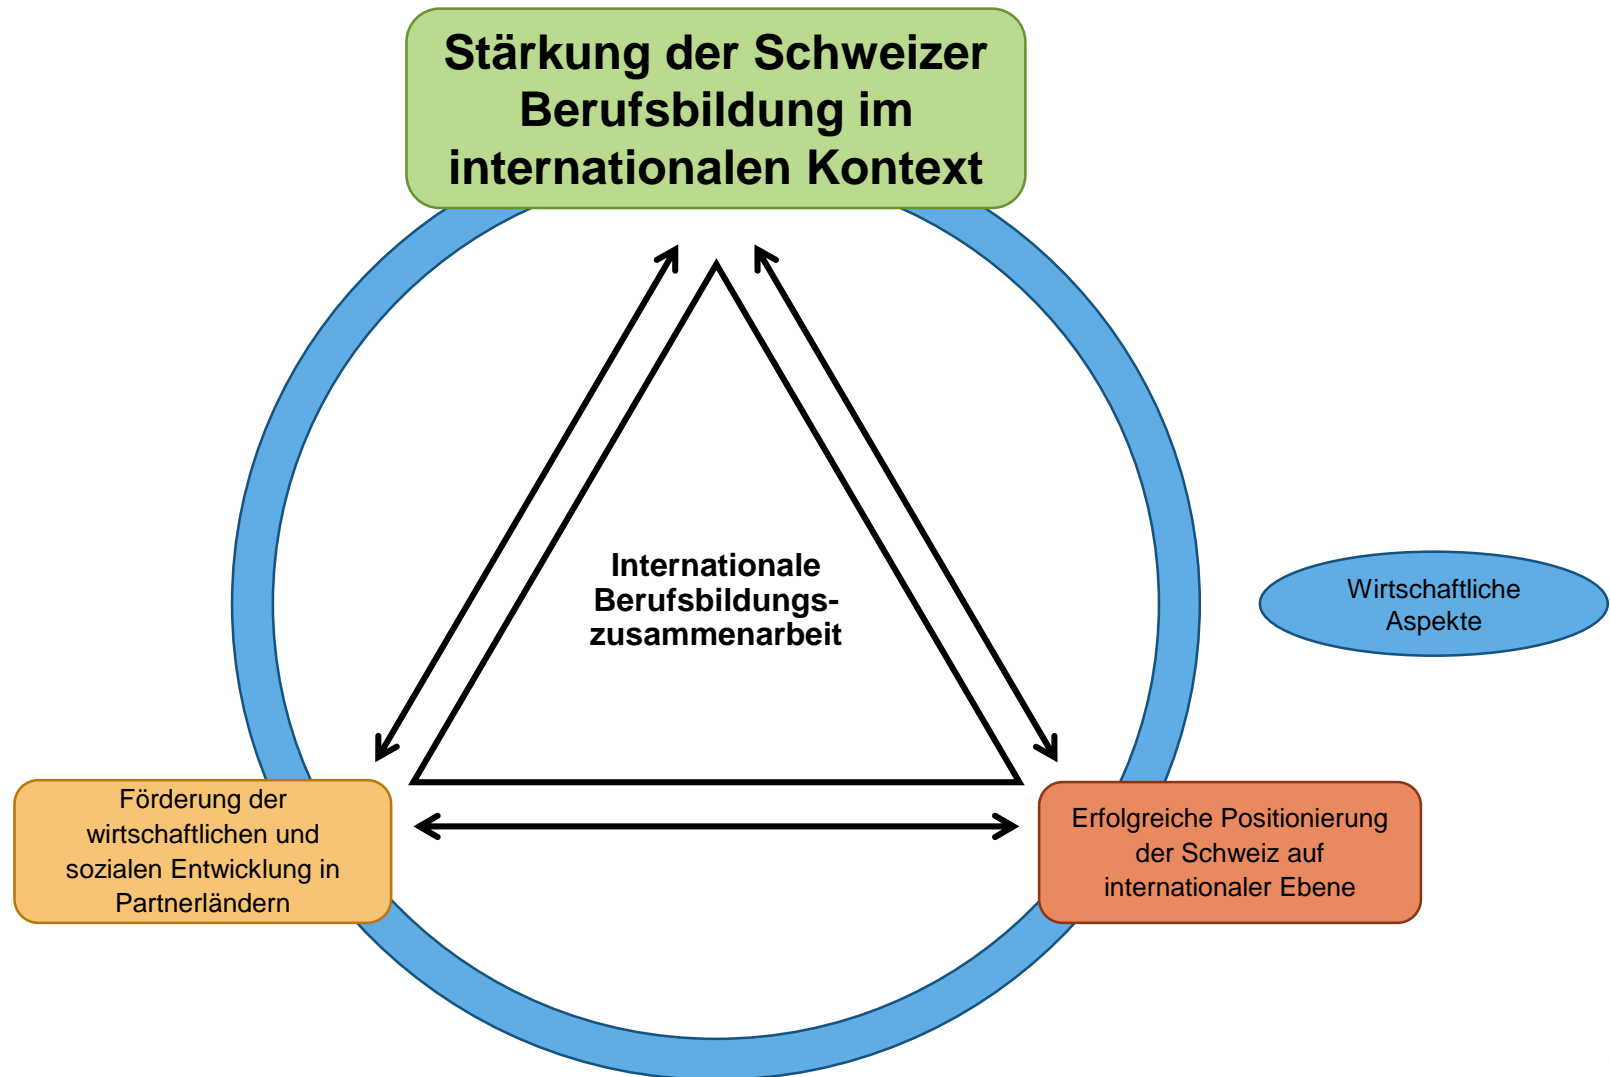 Stärkung der Schweizer
Berufsbildung im
internationalen Kontext
Internationale
Berufsbildungs-
zusammenarbeit
Wirtschaftliche
Aspekte
Förderung der
wirtschaftlichen und
sozialen Entwicklung in
Partnerländern
Erfolgreiche Positionierung
der Schweiz auf
internationaler Ebene